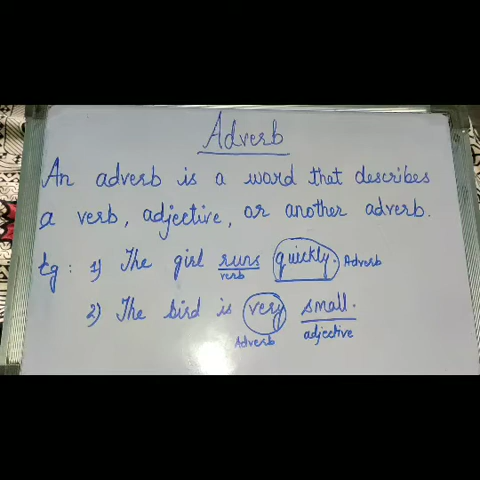 Adverb
An adverb is a word that describes
a verb, adjective, or another adverb.
Eg : 1) The girl runs quickly. Adverb
verb
2) The bird is very small.
Adverb adjective